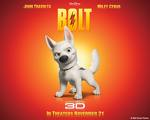 JOHN TRAVOLTA
MILEY CYRUS
BOLT
3D
IN THEATERS NOVEMBER 21